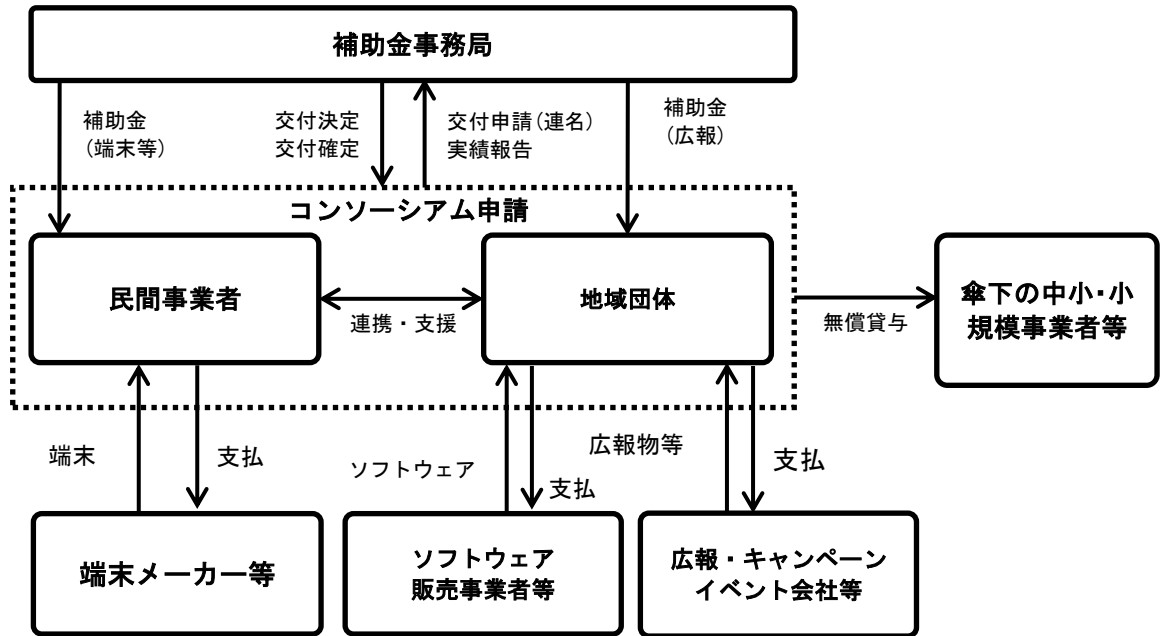 補助金事務局
補助金
(端末等)
交付決定
交付確定
交付申請(連名)
実績報告
補助金
(広報)
コンソーシアム申請
民間事業者
連携・支援
地域団体
無償貸与
傘下の中小・小
規模事業者等
端末
支払
ソフトウェア
支払
広報物等
支払
端末メーカー等
ソフトウェア
販売事業者等
広報・キャンペーン
イベント会社等